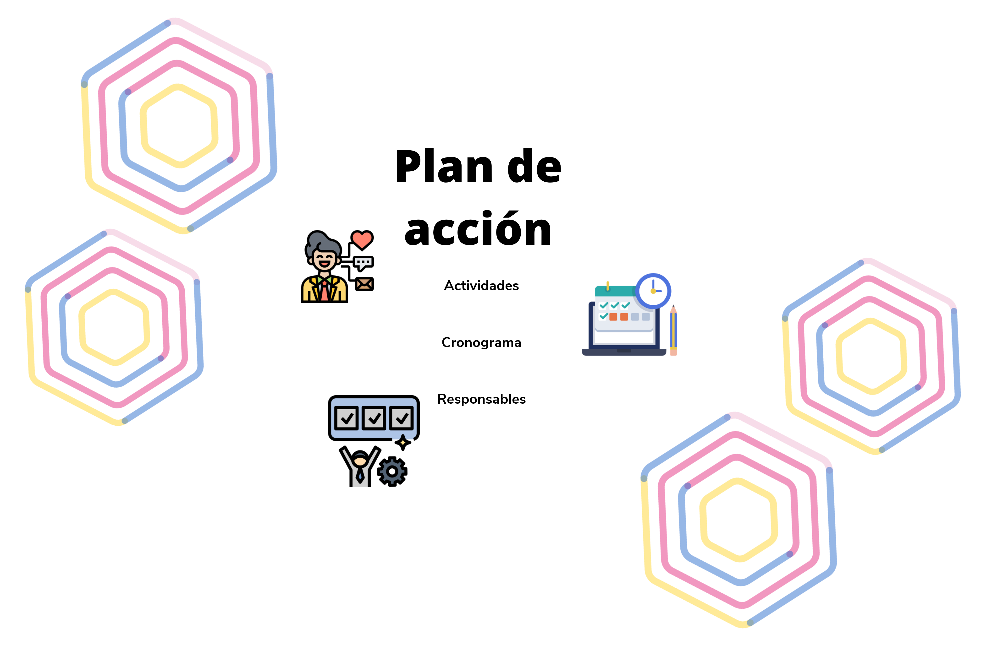 Plan de
acción
Actividades
Cronograma
Responsables